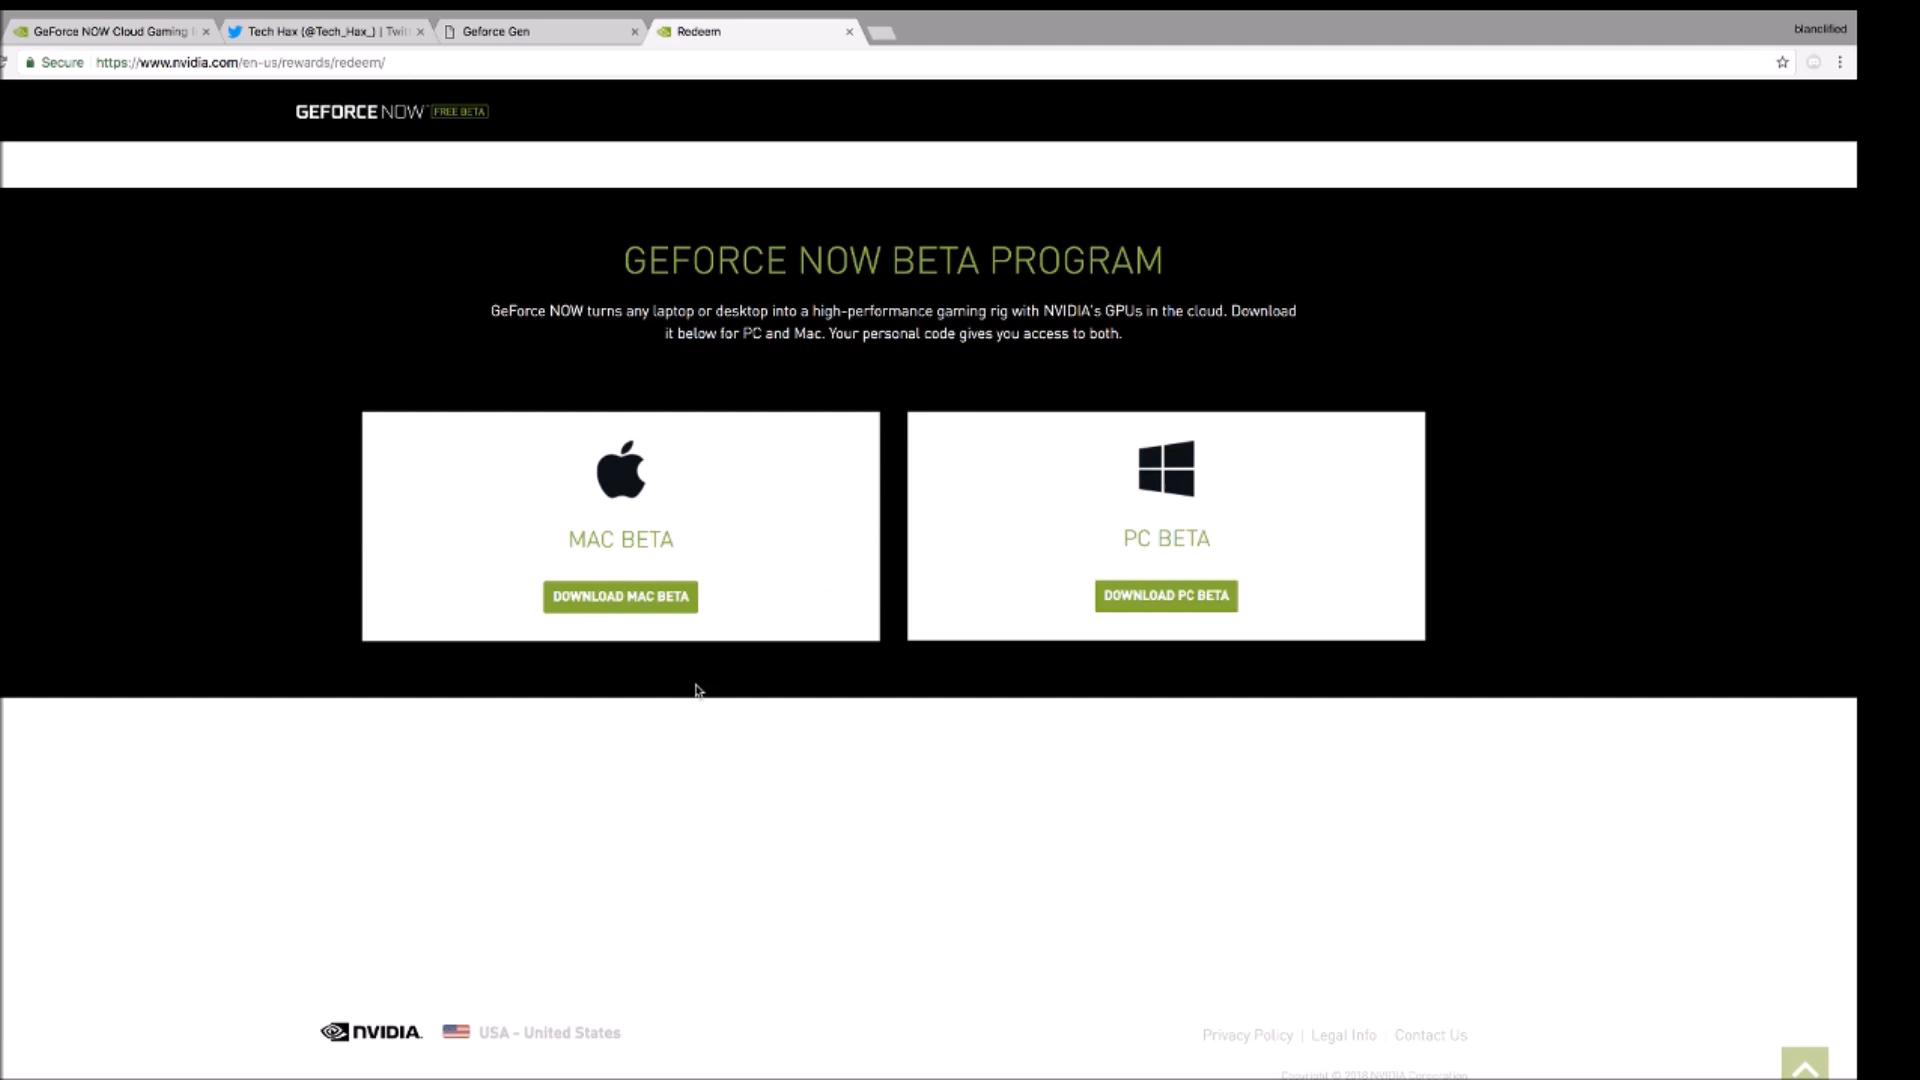 GeForce NOW Cloud Gaming
Tech Hax (@Tech_Hax_) | Twit
Geforce Gen
Redeem
blanclified
Secure
https://www.nvidia.com/en-us/rewards/redeem/
GEFORCE NOW FREE BETA
GEFORCE NOW BETA PROGRAM
GeForce NOW turns any laptop or desktop into a high-performance gaming rig with NVIDIA's GPUs in the cloud. Download
it below for PC and Mac. Your personal code gives you access to both.
MAC BETA
DOWNLOAD MAC BETA
PC BETA
DOWNLOAD PC BETA
NVIDIA.
USA - United States
Privacy Policy | Legal Info | Contact Us
Copyright © 2018 NVIDIA Corporation